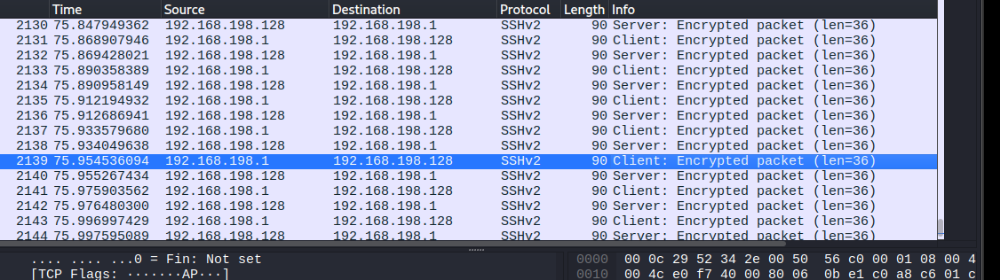 Time Source Destination Protocol Length Info
2130 75.847949362 192.168.198.128 192.168.198.1 SSHv2 90 Server: Encrypted packet (len=36)
2131 75.868907946 192.168.198.1 192.168.198.128 SSHv2 90 Client: Encrypted packet (len=36)
2132 75.869428021 192.168.198.128 192.168.198.1 SSHv2 90 Server: Encrypted packet (len=36)
2133 75.890358389 192.168.198.1 192.168.198.128 SSHv2 90 Client: Encrypted packet (len=36)
2134 75.890958149 192.168.198.128 192.168.198.1 SSHv2 90 Server: Encrypted packet (len=36)
2135 75.912194932 192.168.198.1 192.168.198.128 SSHv2 90 Client: Encrypted packet (len=36)
2136 75.912686941 192.168.198.128 192.168.198.1 SSHv2 90 Server: Encrypted packet (len=36)
2137 75.933579680 192.168.198.1 192.168.198.128 SSHv2 90 Client: Encrypted packet (len=36)
2138 75.934049638 192.168.198.128 192.168.198.1 SSHv2 90 Server: Encrypted packet (len=36)
2139 75.954536094 192.168.198.1 192.168.198.128 SSHv2 90 Client: Encrypted packet (len=36)
2140 75.955267434 192.168.198.128 192.168.198.1 SSHv2 90 Server: Encrypted packet (len=36)
2141 75.975903562 192.168.198.1 192.168.198.128 SSHv2 90 Client: Encrypted packet (len=36)
2142 75.976480300 192.168.198.128 192.168.198.1 SSHv2 90 Server: Encrypted packet (len=36)
2143 75.996997429 192.168.198.1 192.168.198.128 SSHv2 90 Client: Encrypted packet (len=36)
2144 75.997595089 192.168.198.128 192.168.198.1 SSHv2 90 Server: Encrypted packet (len=36)
.... .... ...0 = Fin: Not set
[TCP Flags: ·······AP···]
0000 00 0c 29 52 34 2e 00 50 56 c0 00 01 08 00 4
0010 00 4c e0 f7 40 00 80 06 0b e1 c0 a8 c6 01 c